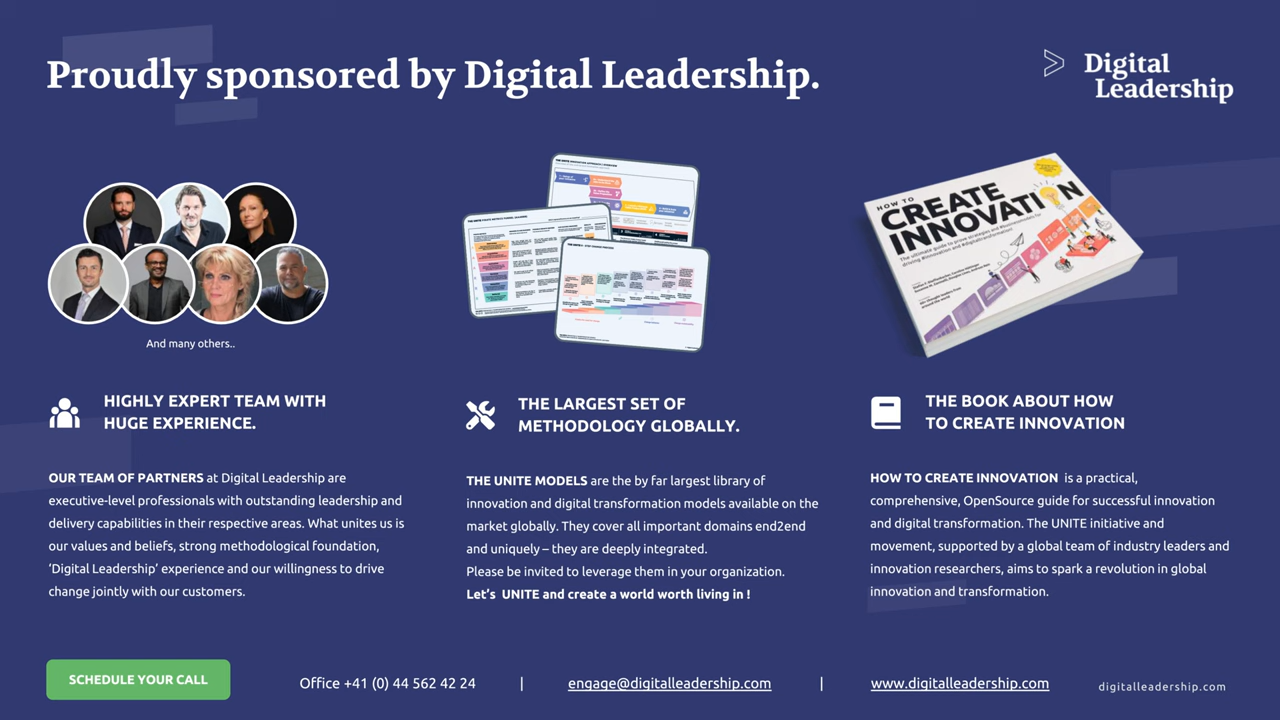 Proudly sponsored by Digital Leadership.
Digital
Leadership
HOW TO
CREATE
INNOVATI N
And many others..
HIGHLY EXPERT TEAM WITH
HUGE EXPERIENCE.
OUR TEAM OF PARTNERS at Digital Leadership are
executive-level professionals with outstanding leadership and
delivery capabilities in their respective areas. What unites us is
our values and beliefs, strong methodological foundation,
‘Digital Leadership’ experience and our willingness to drive
change jointly with our customers.
THE LARGEST SET OF
METHODOLOGY GLOBALLY.
THE UNITE MODELS are the by far largest library of
innovation and digital transformation models available on the
market globally. They cover all important domains end2end
and uniquely – they are deeply integrated.
Please be invited to leverage them in your organization.
Let’s UNITE and create a world worth living in !
THE BOOK ABOUT HOW
TO CREATE INNOVATION
HOW TO CREATE INNOVATION is a practical,
comprehensive, OpenSource guide for successful innovation
and digital transformation. The UNITE initiative and
movement, supported by a global team of industry leaders and
innovation researchers, aims to spark a revolution in global
innovation and transformation.
SCHEDULE YOUR CALL
Office +41 (0) 44 562 42 24
|
engage@digitalleadership.com
|
www.digitalleadership.com
digitalleadership.com